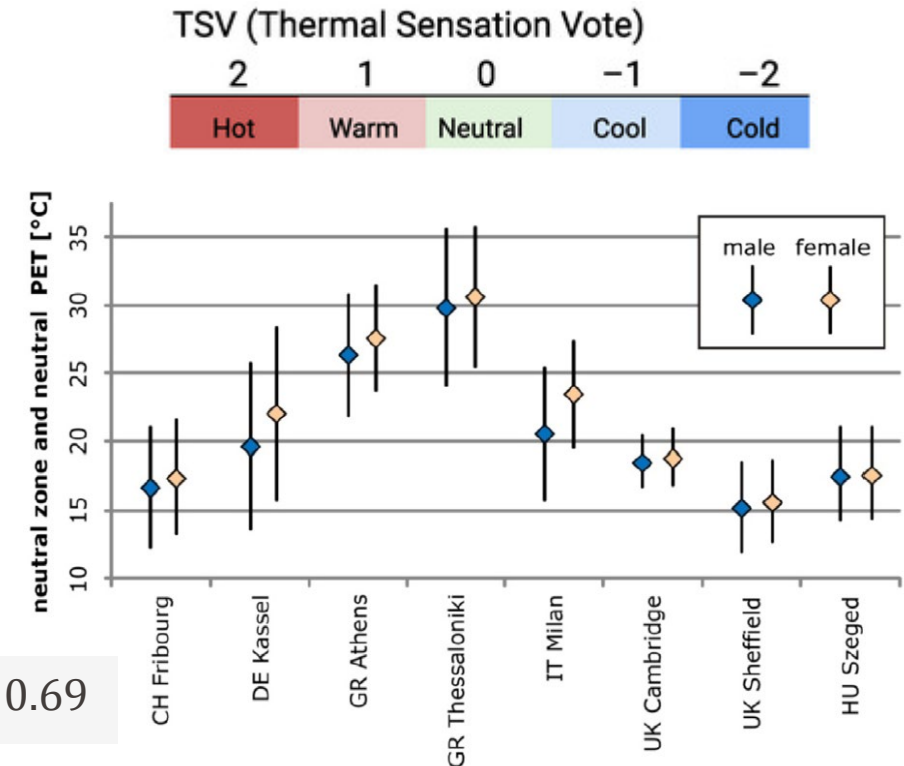 TSV (Thermal Sensation Vote)
2 1 0 −1 −2
Hot Warm Neutral Cool Cold
neutral zone and neutral PET [°C]
35
30
25
20
15
10
male female
CH Fribourg
DE Kassel
GR Athens
GR Thessaloniki
IT Milan
UK Cambridge
UK Sheffield
HU Szeged
0.69